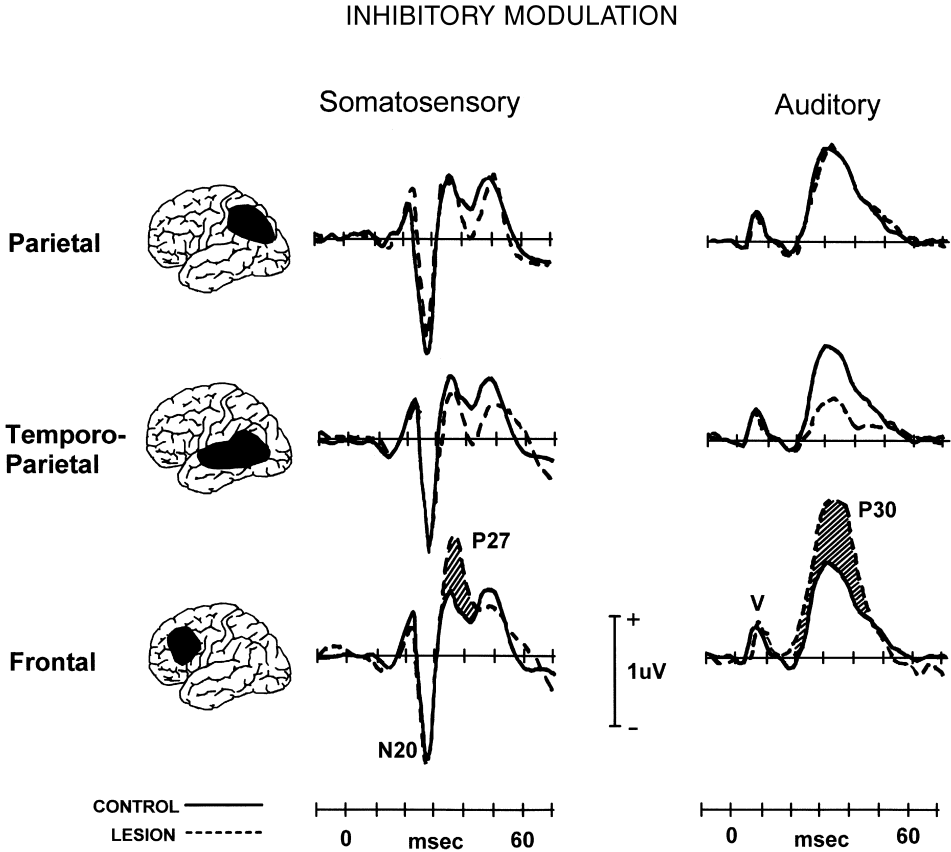 INHIBITORY MODULATION
Somatosensory
Auditory
Parietal
Temporo-
Parietal
P27
P30
V
Frontal
+
1uV
-
N20
CONTROL
LESION
0 msec 60
0 msec 60